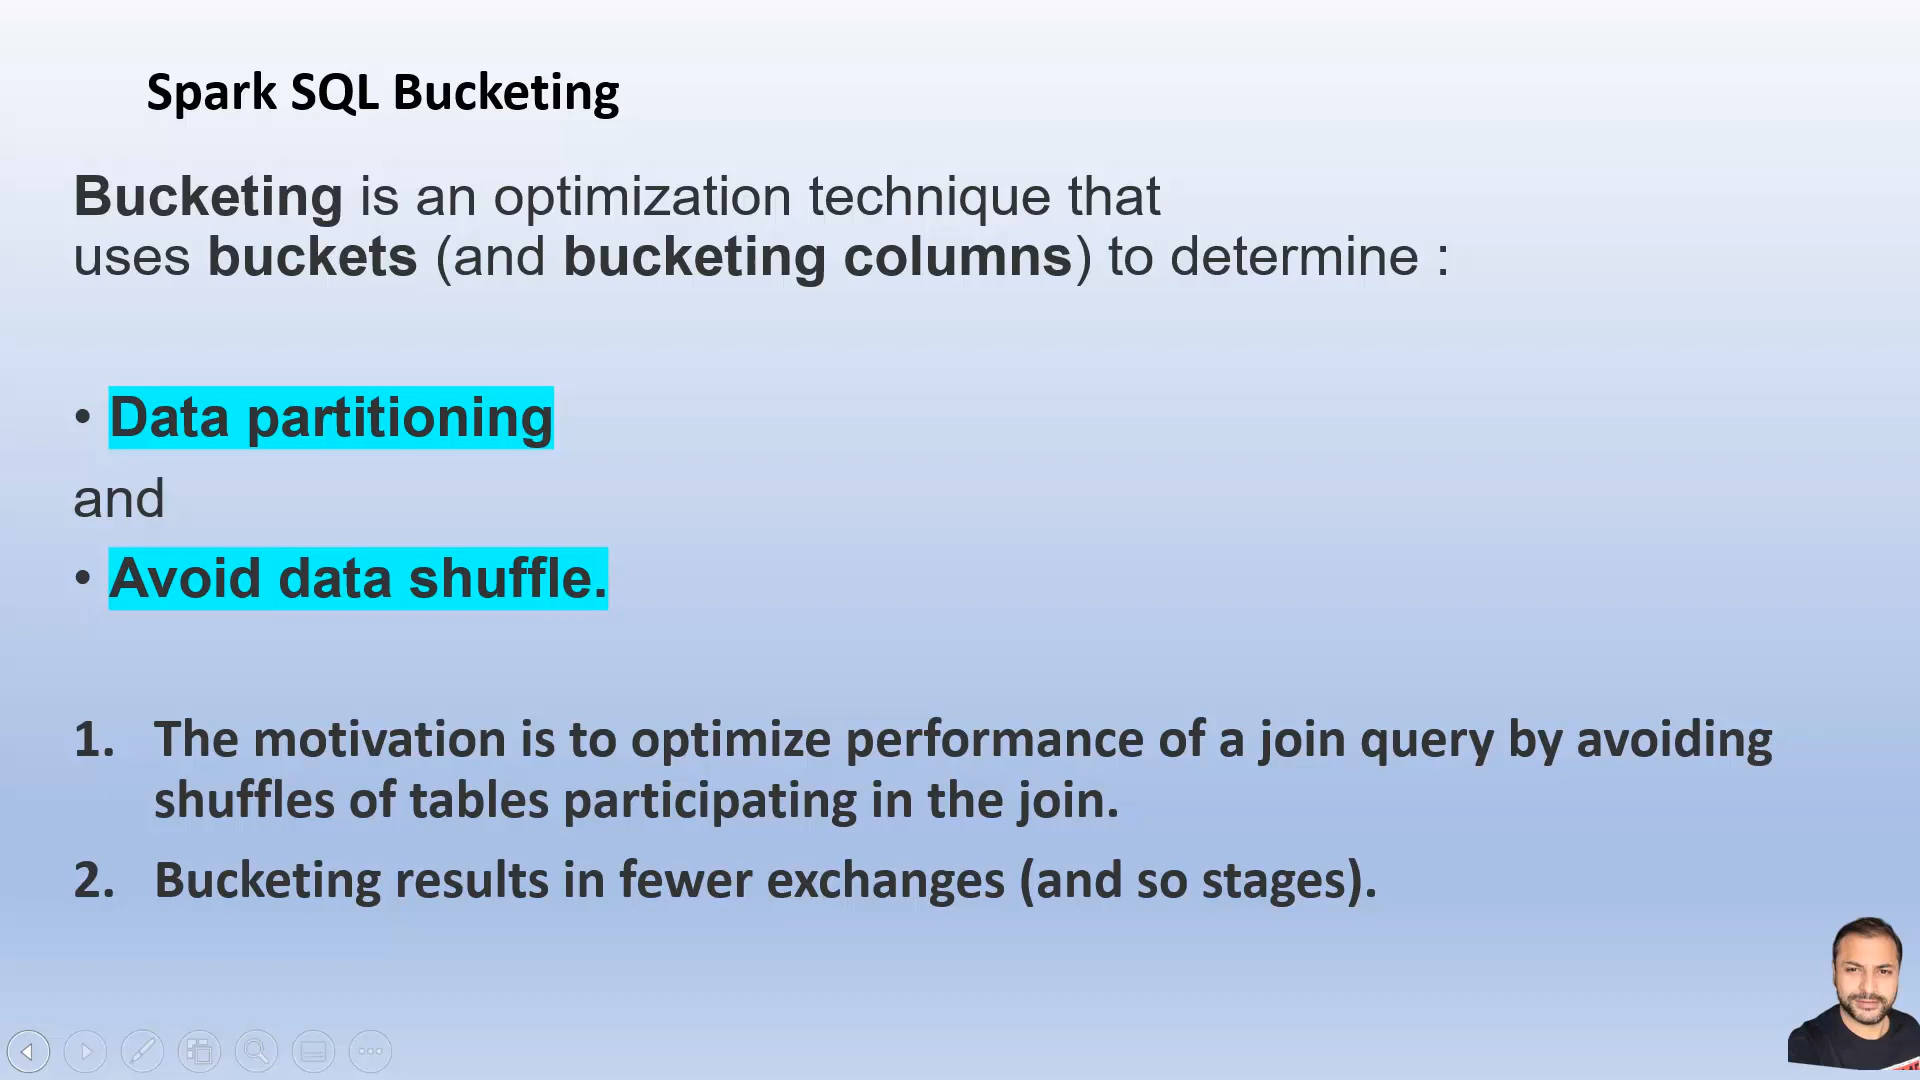 Spark SQL Bucketing
Bucketing is an optimization technique that
uses buckets (and bucketing columns) to determine :
• Data partitioning
and
• Avoid data shuffle.
1. The motivation is to optimize performance of a join query by avoiding
shuffles of tables participating in the join.
2. Bucketing results in fewer exchanges (and so stages).